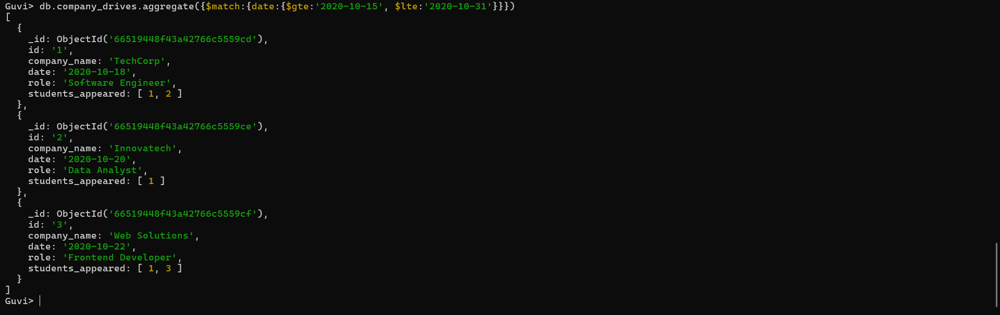 Guvi> db.company_drives.aggregate({$match:{date:{$gte:'2020-10-15', $lte:'2020-10-31'}}})
[
  {
    _id: ObjectId('66519448f43a42766c5559cd'),
    id: '1',
    company_name: 'TechCorp',
    date: '2020-10-18',
    role: 'Software Engineer',
    students_appeared: [ 1, 2 ]
  },
  {
    _id: ObjectId('66519448f43a42766c5559ce'),
    id: '2',
    company_name: 'Innovatech',
    date: '2020-10-20',
    role: 'Data Analyst',
    students_appeared: [ 1 ]
  },
  {
    _id: ObjectId('66519448f43a42766c5559cf'),
    id: '3',
    company_name: 'Web Solutions',
    date: '2020-10-22',
    role: 'Frontend Developer',
    students_appeared: [ 1, 3 ]
  }
]
Guvi>